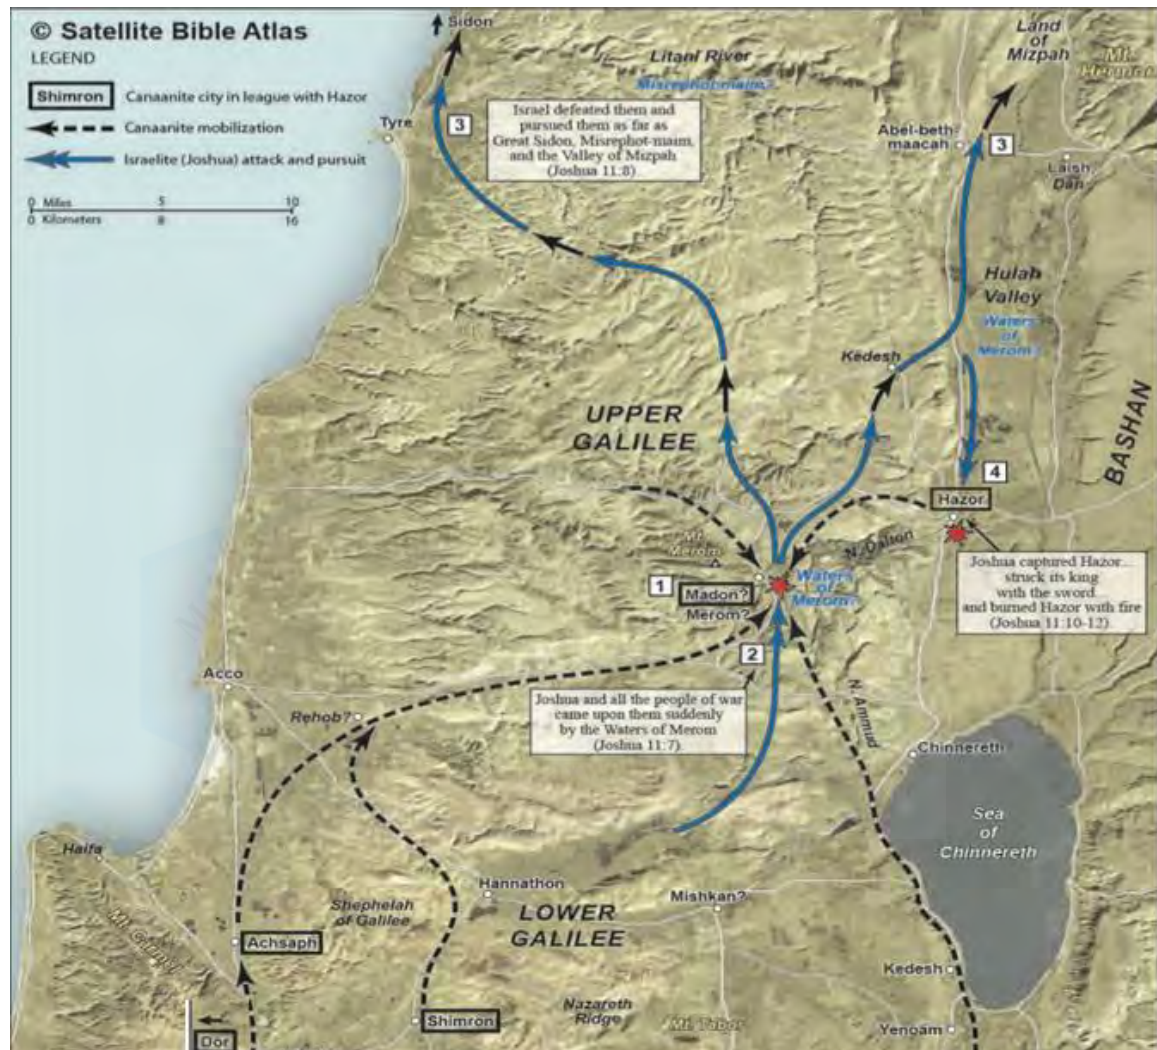 © Satellite Bible Atlas
LEGEND
Shimron
Canaanite city in league with Hazor
Canaanite mobilization
Israelite (Joshua) attack and pursuit
0 Miles 5 10
0 Kilometers 8 16
Sidon
Litani River
Misrephot-maim?
Land
of
Mizpah
Mt.
Hermon
Tyre
3
Israel defeated them and
pursued them as far as
Great Sidon, Misrephot-maim,
and the Valley of Mizpah
(Joshua 11:8)
Abel-beth-
maacah
3
Laish,
Dan
Hulah
Valley
Waters
of
Merom?
Kedesh
UPPER
GALILEE
BASHAN
4
Hazor
Mt.
Merom
N. Dalton
1
Madon?
Merom?
Waters
of
Merom?
Joshua captured Hazor...
struck its king
with the sword
and burned Hazor with fire
(Joshua 11:10-12)
2
Acco
Rehob?
Joshua and all the people of war
came upon them suddenly
by the Waters of Merom
(Joshua 11:7)
N. Ammud
Chinnereth
Sea
of
Chinnereth
Haifa
Mt. Carmel
Hannathon
Mishkan?
Shephelah
of Galilee
LOWER
GALILEE
Achsaph
Kedesh
Shimron
Nazareth
Ridge
Mt. Tabor
Yenoam
Dor